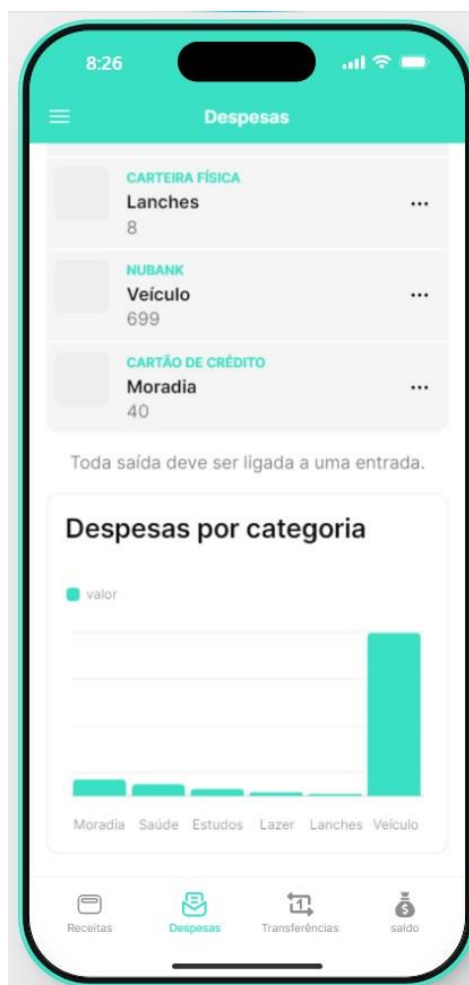 8:26
Despesas
CARTEIRA FÍSICA
Lanches
8
NUBANK
Veículo
699
CARTÃO DE CRÉDITO
Moradia
40
Toda saída deve ser ligada a uma entrada.
Despesas por categoria
valor
Moradia Saúde Estudos Lazer Lanches Veículo
1
Receitas Despesas Transferências saldo